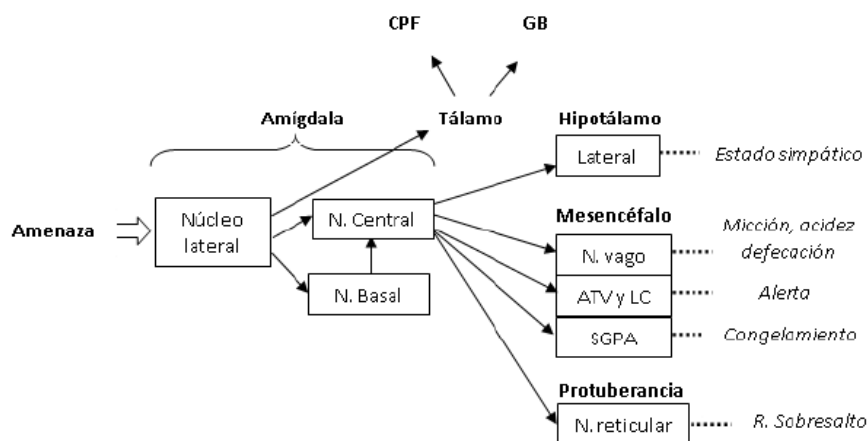 CPF
GB
Amígdala
Tálamo
Hipotálamo
Lateral
Estado simpático
Amenaza
Núcleo
lateral
N. Central
N. Basal
Mesencéfalo
N. vago
Micción, acidez
defecación
ATV y LC
Alerta
SGPA
Congelamiento
Protuberancia
N. reticular
R. Sobresalto